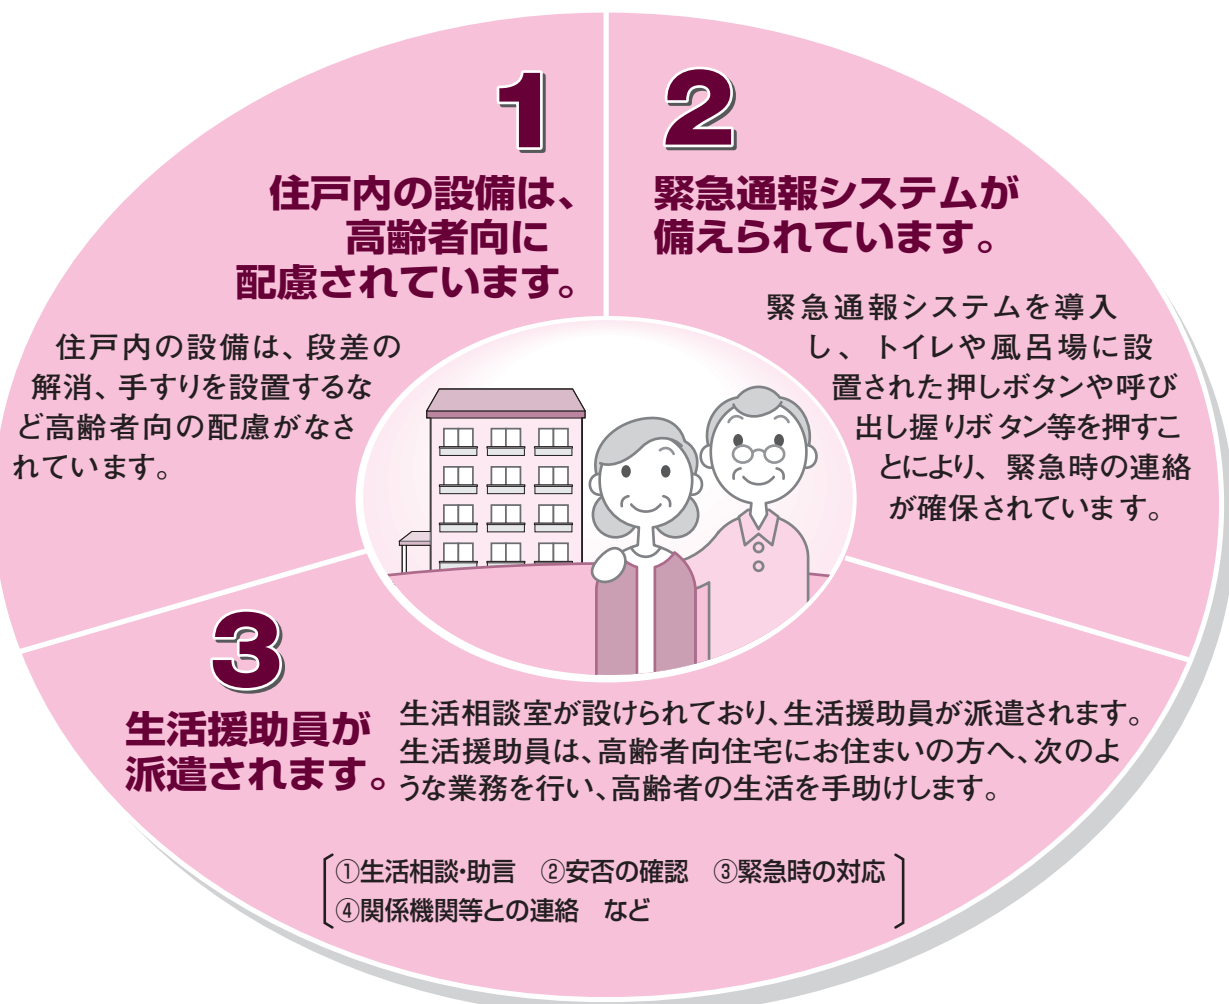 1
住戸内の設備は、
高齢者向に
配慮されています。
住戸内の設備は、段差の
解消、手すりを設置するな
ど高齢者向の配慮がなさ
れています。
2
緊急通報システムが
備えられています。
緊急通報システムを導入
し、トイレや風呂場に設
置された押しボタンや呼び
出し握りボタン等を押すこ
とにより、緊急時の連絡
が確保されています。
3
生活援助員が
派遣されます。
生活相談室が設けられており、生活援助員が派遣されます。
生活援助員は、高齢者向住宅にお住まいの方へ、次のよ
うな業務を行い、高齢者の生活を手助けします。
①生活相談・助言　②安否の確認　③緊急時の対応
④関係機関等との連絡　など